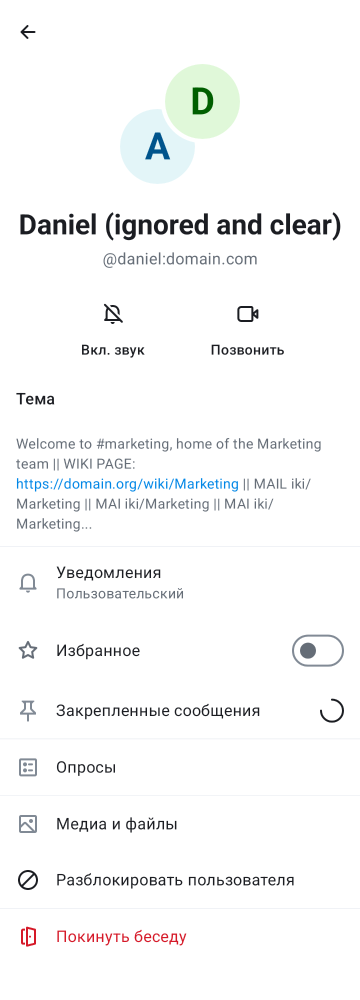 D
A
Daniel (ignored and clear)
@daniel:domain.com
Вкл. звук
Позвонить
Тема
Welcome to #marketing, home of the Marketing
team || WIKI PAGE:
https://domain.org/wiki/Marketing || MAIL iki/
Marketing || MAI iki/Marketing || MAI iki/
Marketing...
Уведомления
Пользовательский
Избранное
Закрепленные сообщения
Опросы
Медиа и файлы
Разблокировать пользователя
Покинуть беседу